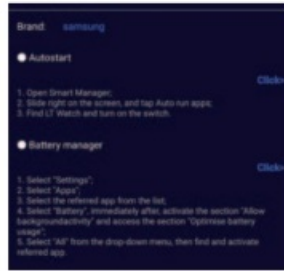 Brand: samsung
Autostart
Click>
1. Open Smart Manager;
2. Slide right on the screen, and tap Auto run apps;
3. Find LT Watch and turn on the switch.
Battery manager
Click>
1. Select "Settings";
2. Select "Apps";
3. Select the referred app from the list;
4. Select "Battery", immediately after, activate the section "Allow
backgroundactivity" and access the section "Optimise battery
usage";
5. Select "All" from the drop-down menu, then find and activate
referred app.